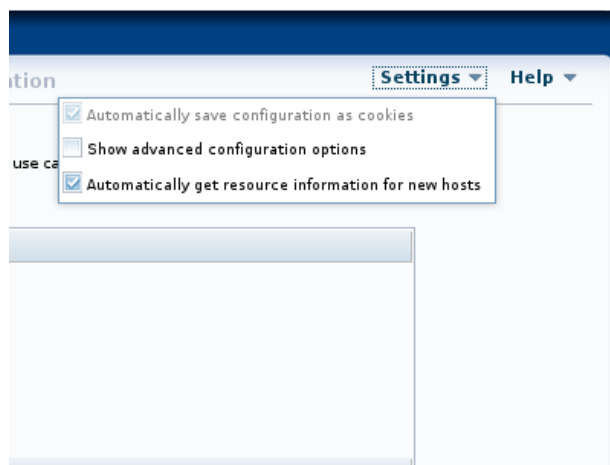 ation
Settings
Help
Automatically save configuration as cookies
Show advanced configuration options
use ca
Automatically get resource information for new hosts